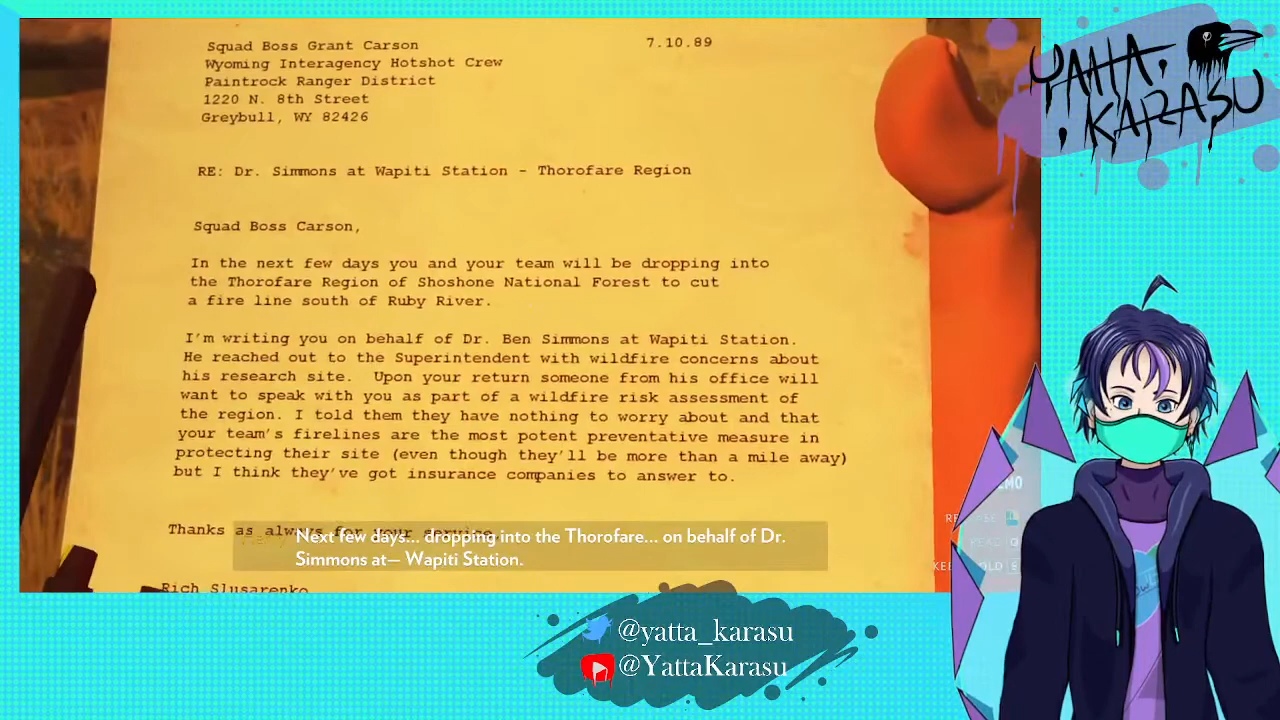 Squad Boss Grant Carson
7.10.89
Wyoming Interagency Hotshot Crew
Paintrock Ranger District
1220 N. 8th Street
Greybull, WY 82426
RE: Dr. Simmons at Wapiti Station - Thorofare Region
Squad Boss Carson,
In the next few days you and your team will be dropping into
the Thorofare Region of Shoshone National Forest to cut
a fire line south of Ruby River.
I'm writing you on behalf of Dr. Ben Simmons at Wapiti Station.
He reached out to the Superintendent with wildfire concerns about
his research site. Upon your return someone from his office will
want to speak with you as part of a wildfire risk assessment of
the region. I told them they have nothing to worry about and that
your team's firelines are the most potent preventative measure in
protecting their site (even though they'll be more than a mile away)
but I think they've got insurance companies to answer to.
Thanks as always for your service,
Next few days... dropping into the Thorofare... on behalf of Dr.
Simmons at— Wapiti Station.
Rich Slusarenko
YATTA.
KARASU
@yatta_karasu
@YattaKarasu